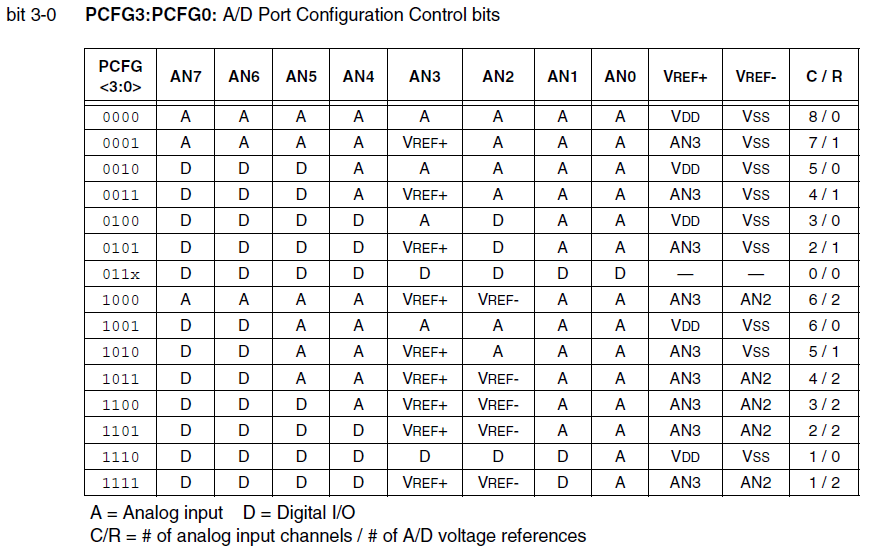 bit 3-0 PCFG3:PCFG0: A/D Port Configuration Control bits
PCFG <3:0> AN7 AN6 AN5 AN4 AN3 AN2 AN1 AN0 VREF+ VREF- C / R
0000 A A A A A A A A VDD VSS 8 / 0
0001 A A A A VREF+ A A A AN3 VSS 7 / 1
0010 D D D A A A A A VDD VSS 5 / 0
0011 D D D A VREF+ A A A AN3 VSS 4 / 1
0100 D D D D A D A A VDD VSS 3 / 0
0101 D D D D VREF+ D A A AN3 VSS 2 / 1
011x D D D D D D D D — — 0 / 0
1000 A A A A VREF+ VREF- A A AN3 AN2 6 / 2
1001 D D A A A A A A VDD VSS 6 / 0
1010 D D A A VREF+ A A A AN3 VSS 5 / 1
1011 D D A A VREF+ VREF- A A AN3 AN2 4 / 2
1100 D D D A VREF+ VREF- A A AN3 AN2 3 / 2
1101 D D D D VREF+ VREF- A A AN3 AN2 2 / 2
1110 D D D D D D D A VDD VSS 1 / 0
1111 D D D D VREF+ VREF- D A AN3 AN2 1 / 2
A = Analog input D = Digital I/O
C/R = # of analog input channels / # of A/D voltage references